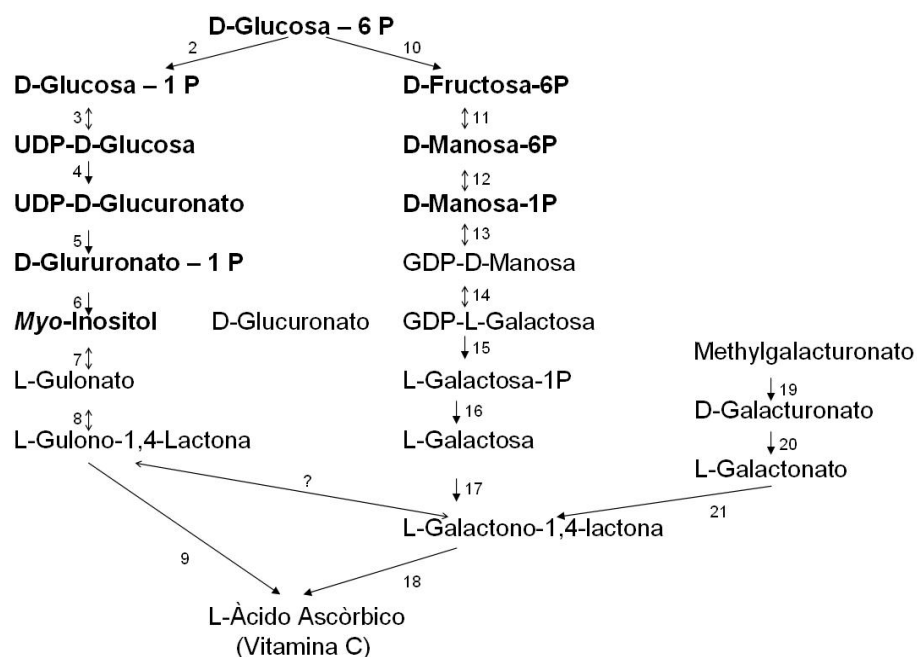 D-Glucosa – 6 P
2
10
D-Glucosa – 1 P
D-Fructosa-6P
3
11
UDP-D-Glucosa
D-Manosa-6P
4
12
UDP-D-Glucuronato
D-Manosa-1P
5
13
D-Glururonato – 1 P
GDP-D-Manosa
6
14
Myo-Inositol
D-Glucuronato
GDP-L-Galactosa
7
15
Methylgalacturonato
L-Gulonato
L-Galactosa-1P
19
8
16
D-Galacturonato
L-Gulono-1,4-Lactona
L-Galactosa
20
?
17
L-Galactonato
L-Galactono-1,4-lactona
21
9
18
L-Àcido Ascòrbico
(Vitamina C)